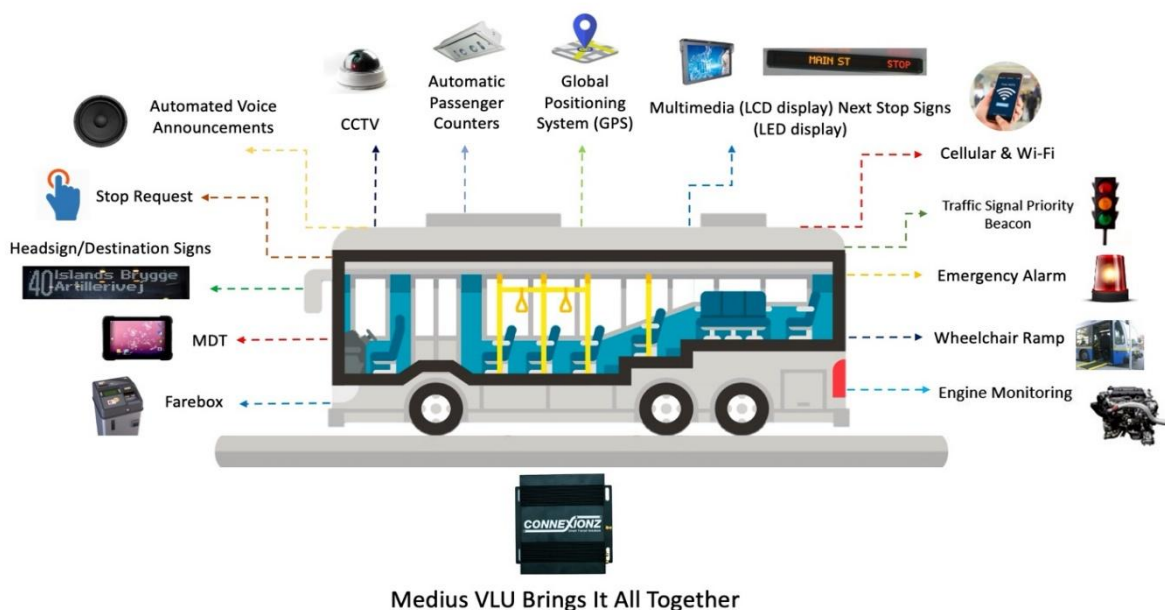 Automated Voice
Announcements
CCTV
Automatic
Passenger
Counters
Global
Positioning
System (GPS)
MAIN ST STOP
Multimedia (LCD display) Next Stop Signs
(LED display)
Cellular & Wi-Fi
Stop Request
Traffic Signal Priority
Beacon
Headsign/Destination Signs
40 Islands Brygge
Artillerivej
Emergency Alarm
MDT
Wheelchair Ramp
Farebox
Engine Monitoring
CONNEXIONZ
Medius VLU Brings It All Together